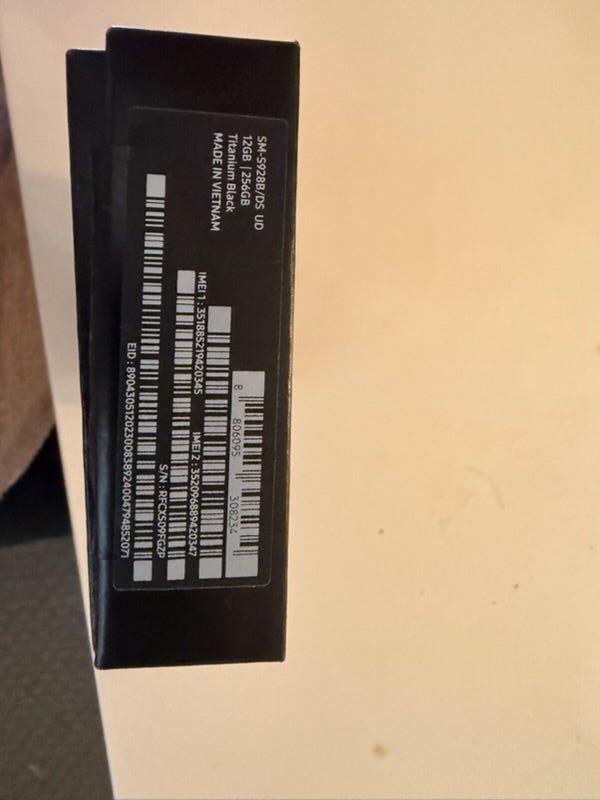 SM-S928B/DS UD
12GB | 256GB
Titanium Black
MADE IN VIETNAM
8 806095 308234
IMEI 1 : 351885219420345
IMEI 2 : 352096889420347
S/N : RFCX509FGZP
EID : 89043051202300838924004794852071